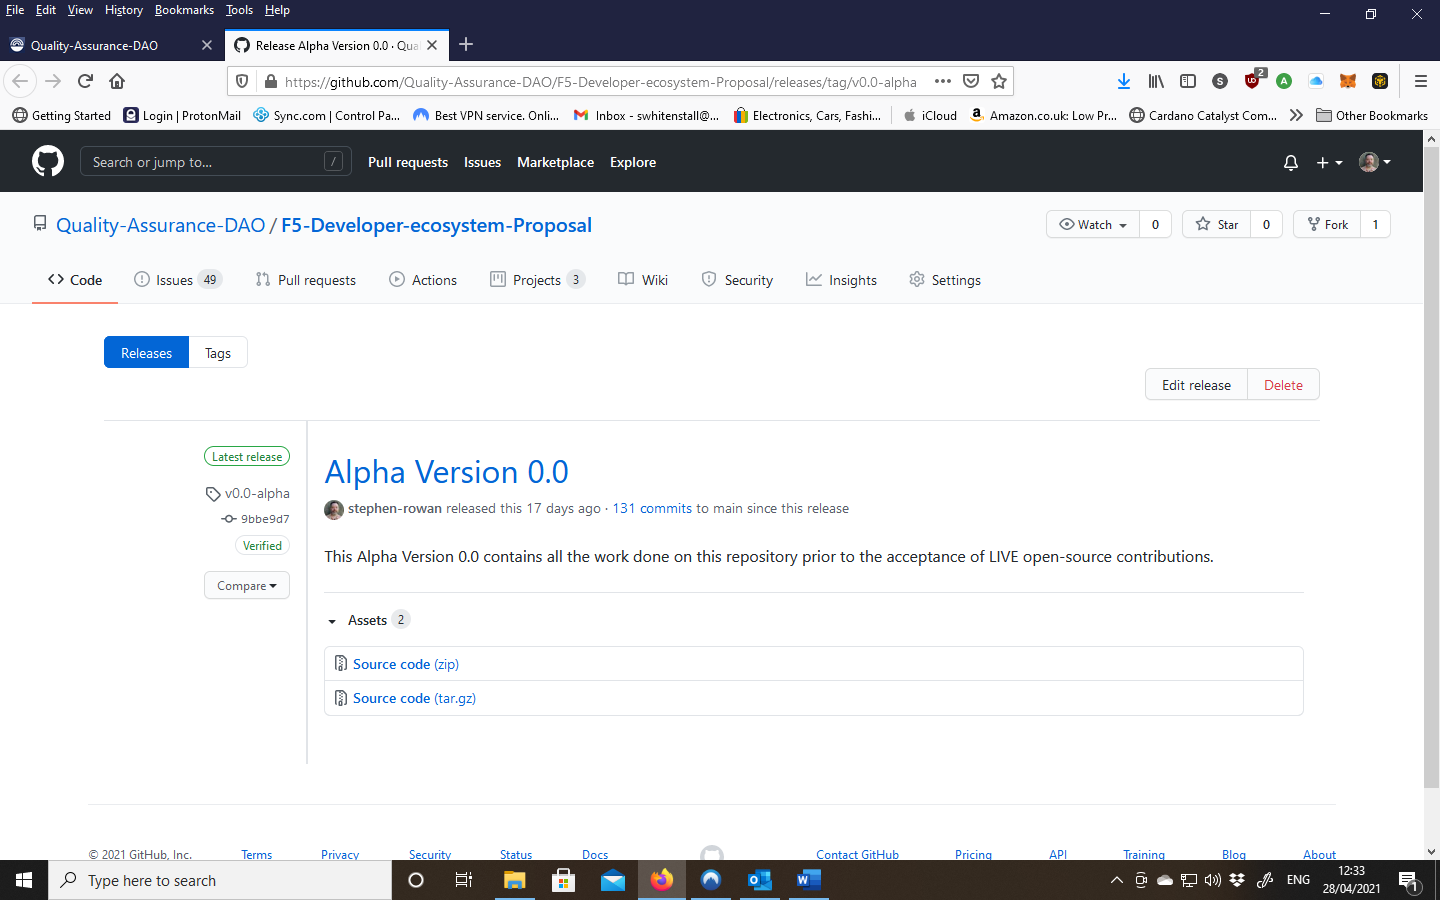 File Edit View History Bookmarks Tools Help
Quality-Assurance-DAO
Release Alpha Version 0.0 · Qua
https://github.com/Quality-Assurance-DAO/F5-Developer-ecosystem-Proposal/releases/tag/v0.0-alpha
S
2
A
Getting Started
Login | ProtonMail
Sync.com | Control Pa...
Best VPN service. Onli...
Inbox - swhitenstall@...
Electronics, Cars, Fashi...
iCloud
Amazon.co.uk: Low Pr...
Cardano Catalyst Com...
Other Bookmarks
Search or jump to... /
Pull requests Issues Marketplace Explore
Quality-Assurance-DAO / F5-Developer-ecosystem-Proposal
Watch 0
Star 0
Fork 1
Code
Issues 49
Pull requests
Actions
Projects 3
Wiki
Security
Insights
Settings
Releases Tags
Edit release Delete
Latest release
v0.0-alpha
9bbe9d7
Verified
Compare
Alpha Version 0.0
stephen-rowan released this 17 days ago · 131 commits to main since this release
This Alpha Version 0.0 contains all the work done on this repository prior to the acceptance of LIVE open-source contributions.
Assets 2
Source code (zip)
Source code (tar.gz)
© 2021 GitHub, Inc. Terms Privacy Security Status Docs Contact GitHub Pricing API Training Blog About
Type here to search
ENG
12:33
28/04/2021
1